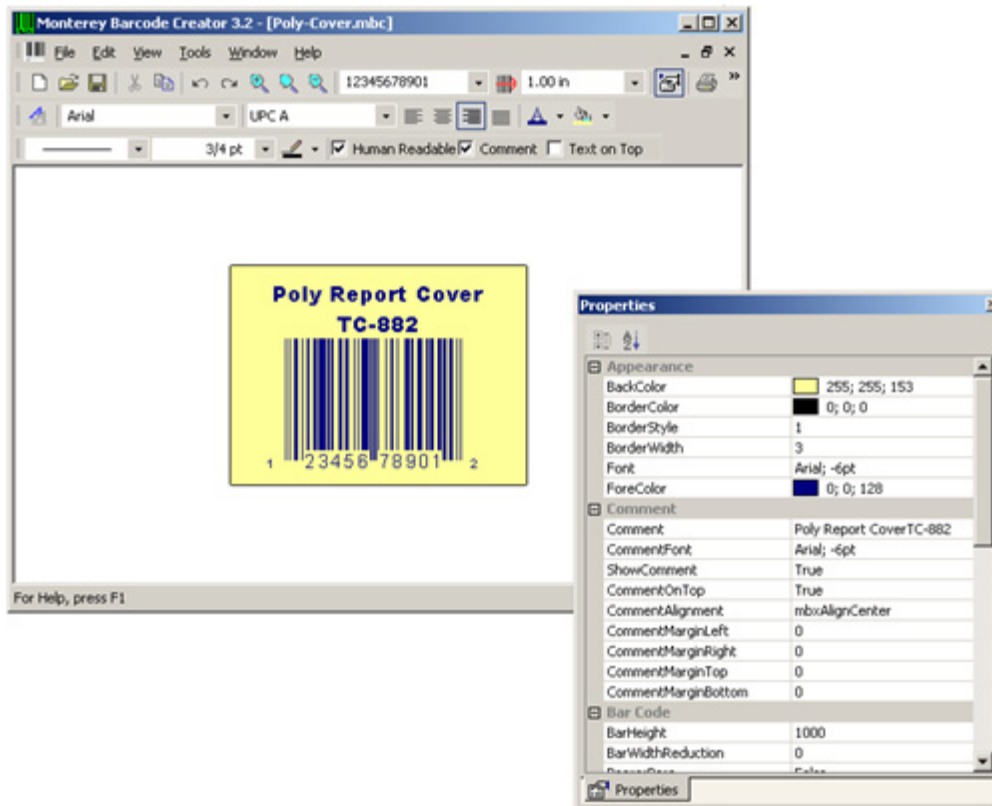 Monterey Barcode Creator 3.2 - [Poly-Cover.mbc]
File Edit View Tools Window Help
12345678901 1.00 in
Arial UPC A
3/4 pt Human Readable Comment Text on Top
Poly Report Cover
TC-882
1 23456 78901 2
For Help, press F1
Properties
Appearance
BackColor 255; 255; 153
BorderColor 0; 0; 0
BorderStyle 1
BorderWidth 3
Font Arial; -6pt
ForeColor 0; 0; 128
Comment
Comment Poly Report CoverTC-882
CommentFont Arial; -6pt
ShowComment True
CommentOnTop True
CommentAlignment mbxAlignCenter
CommentMarginLeft 0
CommentMarginRight 0
CommentMarginTop 0
CommentMarginBottom 0
Bar Code
BarHeight 1000
BarWidthReduction 0
Properties